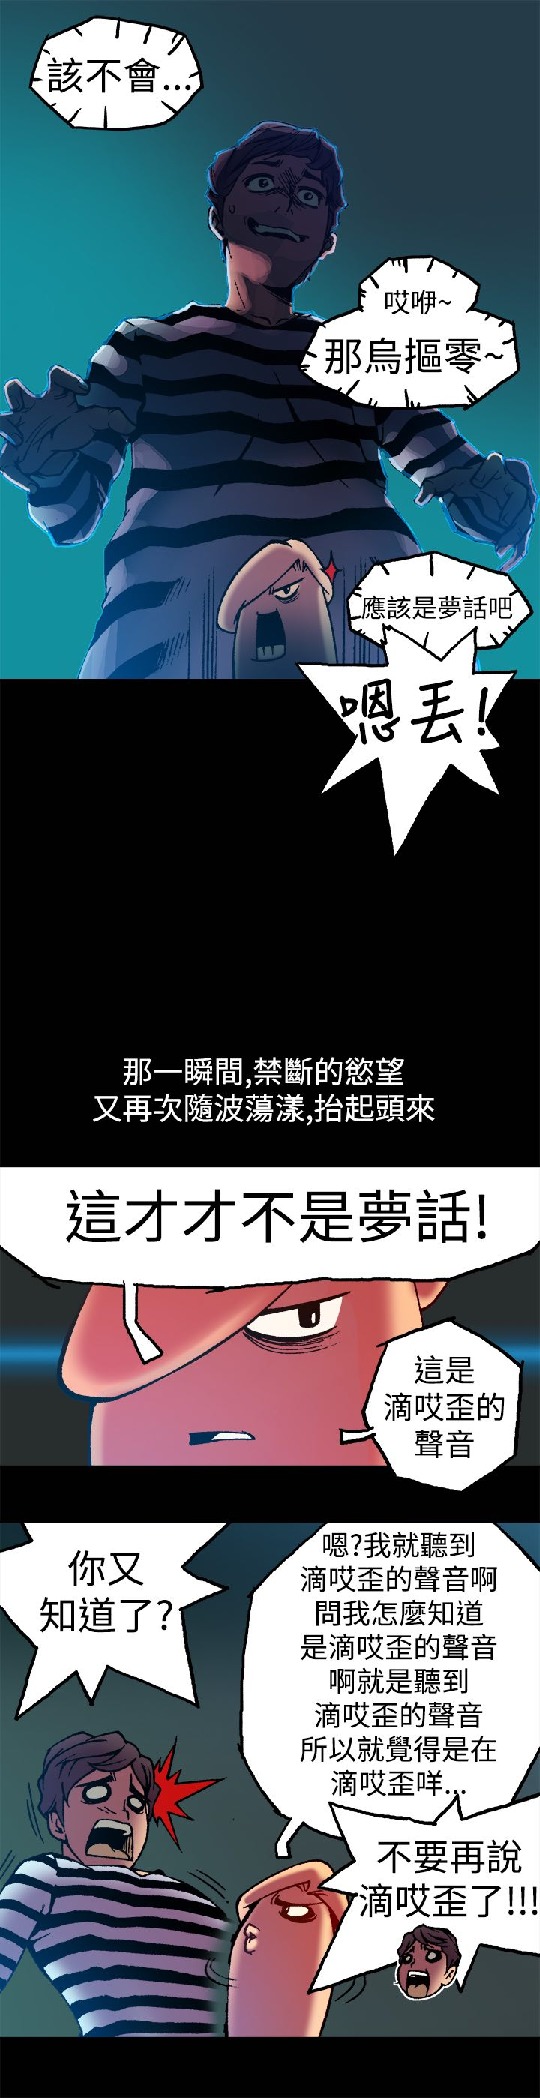 該不會...
哎咿~
那烏摳零~
應該是夢話吧
嗯丟!
那一瞬間,禁斷的慾望
又再次隨波蕩漾,抬起頭來
這才才不是夢話!
這是
滴哎歪的
聲音
你又
知道了?
嗯?我就聽到
滴哎歪的聲音啊
問我怎麼知道
是滴哎歪的聲音
啊就是聽到
滴哎歪的聲音
所以就覺得是在
滴哎歪咩...
不要再說
滴哎歪了!!!